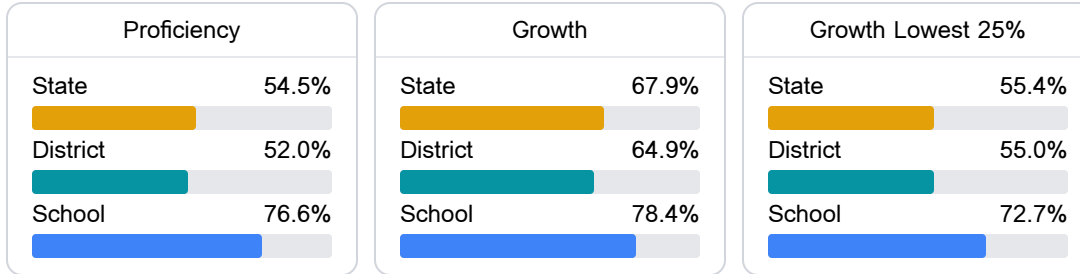 Proficiency
State 54.5%
District 52.0%
School 76.6%
Growth
State 67.9%
District 64.9%
School 78.4%
Growth Lowest 25%
State 55.4%
District 55.0%
School 72.7%